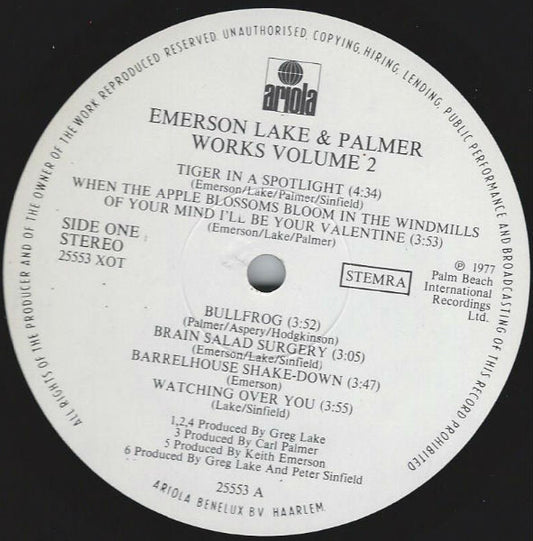 ALL RIGHTS OF THE PRODUCER AND OF THE OWNER OF THE WORK REPRODUCED RESERVED. UNAUTHORISED, COPYING, HIRING, LENDING, PUBLIC PERFORMANCE AND BROADCASTING OF THIS RECORD PROHIBITED
ariola
EMERSON LAKE & PALMER
WORKS VOLUME 2
TIGER IN A SPOTLIGHT (4:34)
(Emerson/Lake/Palmer/Sinfield)
WHEN THE APPLE BLOSSOMS BLOOM IN THE WINDMILLS
OF YOUR MIND I'LL BE YOUR VALENTINE (3:53)
(Emerson/Lake/Palmer)
SIDE ONE
STEREO
25553 XOT
STEMRA
℗ 1977
Palm Beach
International
Recordings
Ltd.
BULLFROG (3:52)
(Palmer/Aspery/Hodgkinson)
BRAIN SALAD SURGERY (3:05)
(Emerson/Lake/Sinfield)
BARRELHOUSE SHAKE-DOWN (3:47)
(Emerson)
WATCHING OVER YOU (3:55)
(Lake/Sinfield)
1,2,4 Produced By Greg Lake
3 Produced By Carl Palmer
5 Produced By Keith Emerson
6 Produced By Greg Lake And Peter Sinfield
25553 A
ARIOLA BENELUX BV HAARLEM.